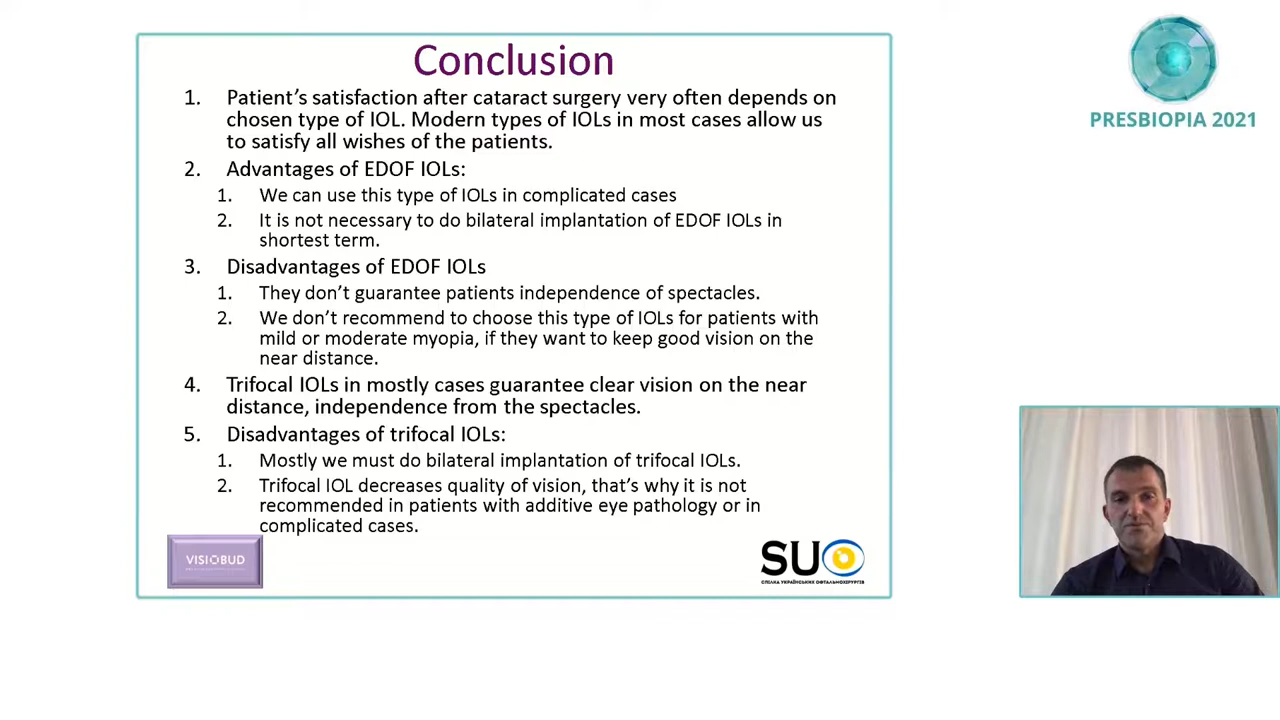 Conclusion
1. Patient's satisfaction after cataract surgery very often depends on
chosen type of IOL. Modern types of IOLs in most cases allow us
to satisfy all wishes of the patients.
2. Advantages of EDOF IOLs:
1. We can use this type of IOLs in complicated cases
2. It is not necessary to do bilateral implantation of EDOF IOLs in
shortest term.
3. Disadvantages of EDOF IOLs
1. They don't guarantee patients independence of spectacles.
2. We don't recommend to choose this type of IOLs for patients with
mild or moderate myopia, if they want to keep good vision on the
near distance.
4. Trifocal IOLs in mostly cases guarantee clear vision on the near
distance, independence from the spectacles.
5. Disadvantages of trifocal IOLs:
1. Mostly we must do bilateral implantation of trifocal IOLs.
2. Trifocal IOL decreases quality of vision, that's why it is not
recommended in patients with additive eye pathology or in
complicated cases.
VISIOBUD
SUO
СПІЛКА УКРАЇНСЬКИХ ОФТАЛЬМОХІРУРГІВ
PRESBIOPIA 2021